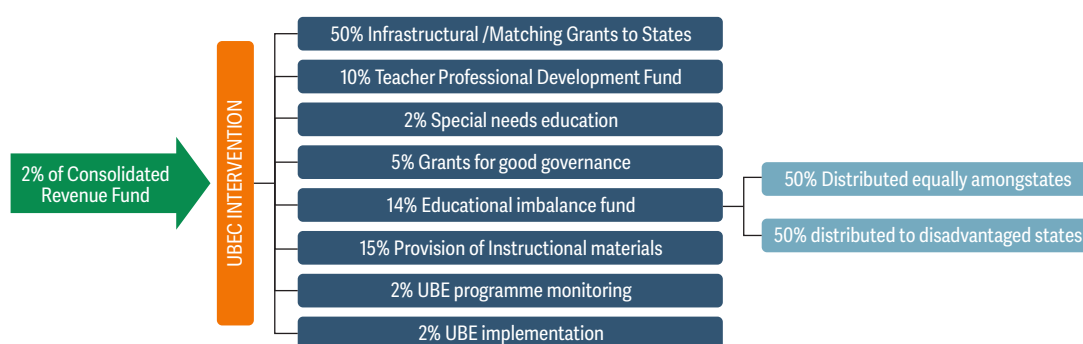 2% of Consolidated
Revenue Fund
UBEC INTERVENTION
50% Infrastructural /Matching Grants to States
10% Teacher Professional Development Fund
2% Special needs education
5% Grants for good governance
14% Educational imbalance fund
15% Provision of Instructional materials
2% UBE programme monitoring
2% UBE implementation
50% Distributed equally amongstates
50% distributed to disadvantaged states